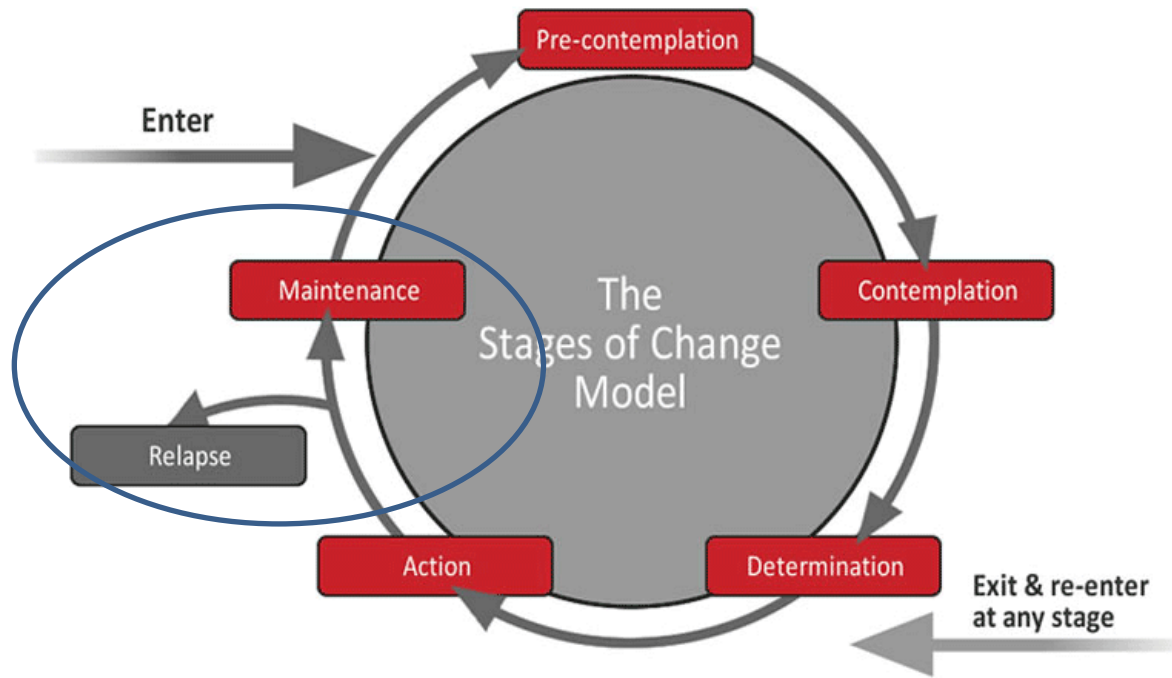 Pre-contemplation
Enter
Maintenance
Contemplation
The
Stages of Change
Model
Relapse
Action
Determination
Exit & re-enter
at any stage